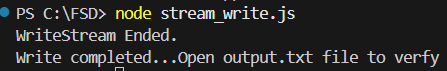 PS C:\FSD> node stream_write.js
WriteStream Ended.
Write completed...Open output.txt file to verfy